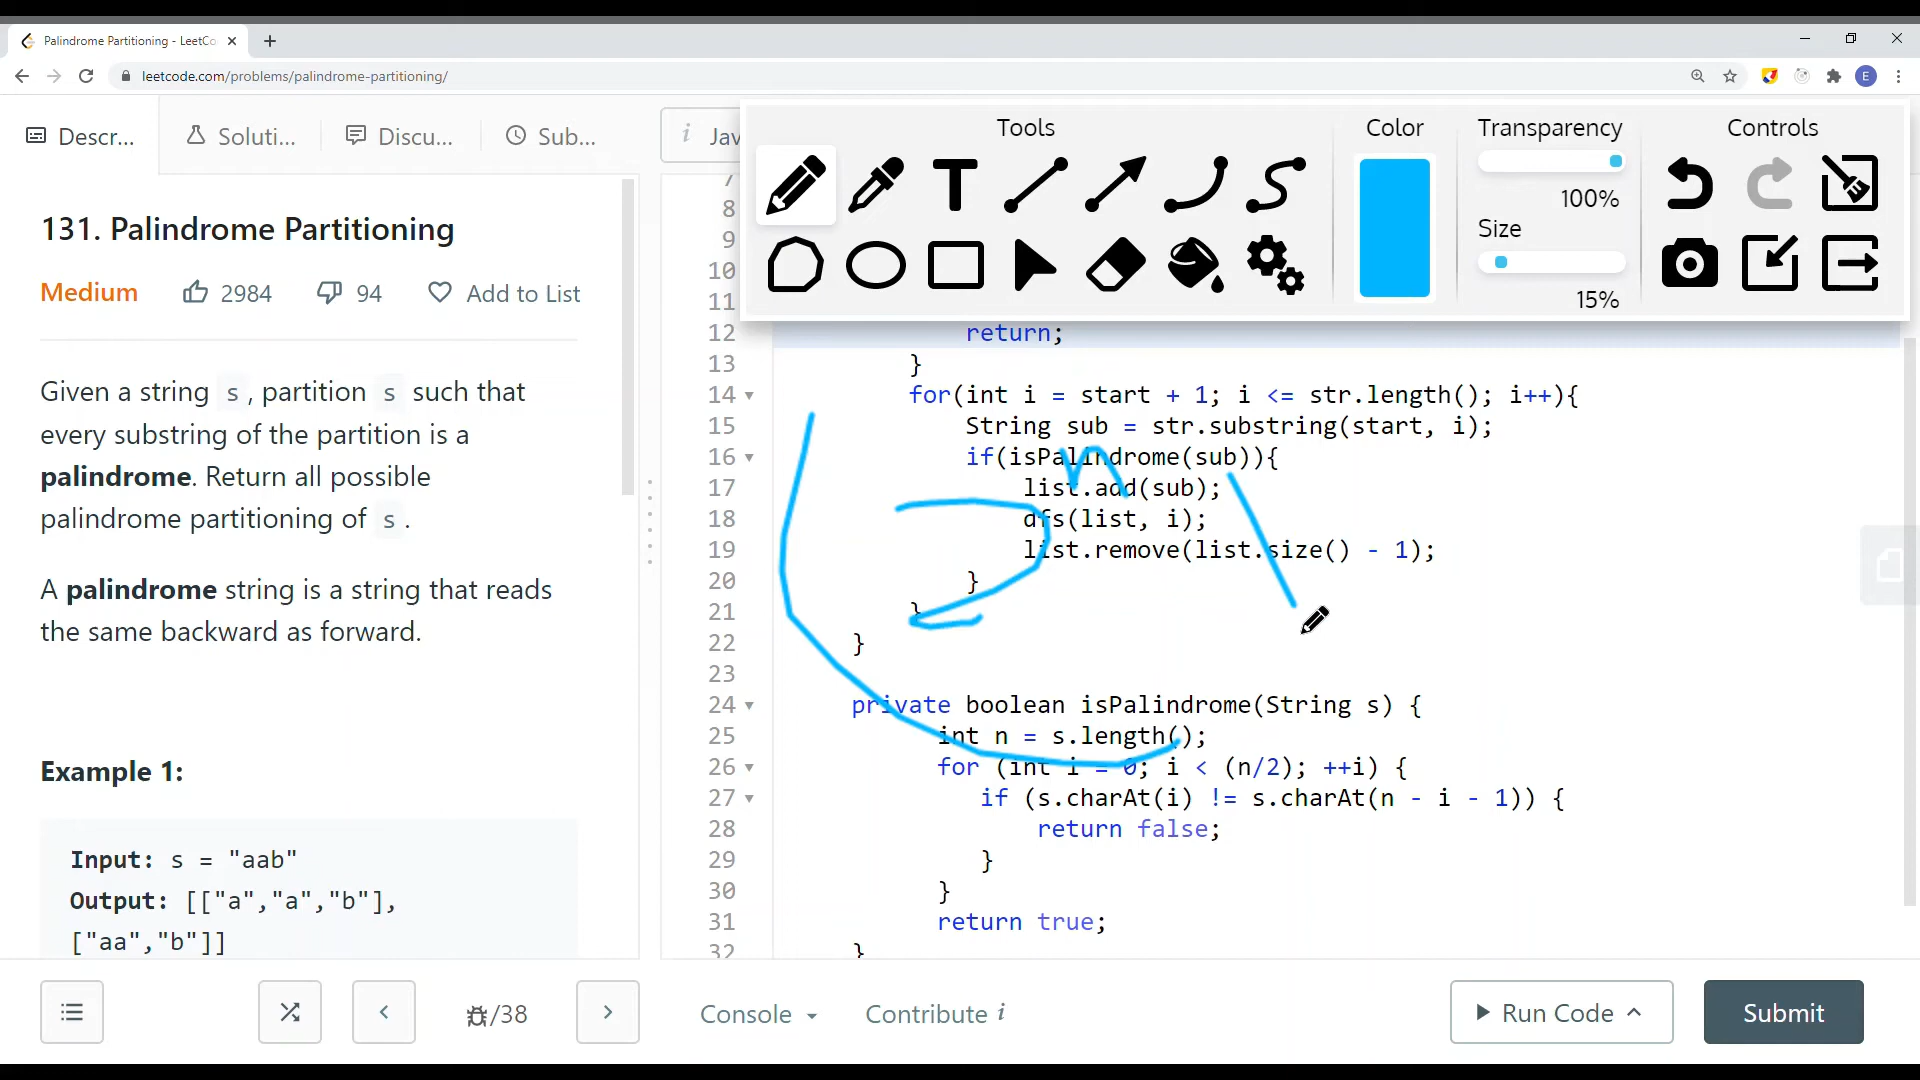 Palindrome Partitioning - LeetCo
leetcode.com/problems/palindrome-partitioning/
E
Descr...
Soluti...
Discu...
Sub...
i Jav
Tools
Color
Transparency
100%
Size
15%
Controls
131. Palindrome Partitioning
Medium
2984
94
Add to List
Given a string s, partition s such that
every substring of the partition is a
palindrome. Return all possible
palindrome partitioning of s.
A palindrome string is a string that reads
the same backward as forward.
Example 1:
Input: s = "aab"
Output: [["a","a","b"],
["aa","b"]]
7
8
9
10
11
12 return;
13 }
14 for(int i = start + 1; i <= str.length(); i++){
15 String sub = str.substring(start, i);
16 if(isPalindrome(sub)){
17 list.add(sub);
18 dfs(list, i);
19 list.remove(list.size() - 1);
20 }
21 }
22 }
23
24 private boolean isPalindrome(String s) {
25 int n = s.length();
26 for (int i = 0; i < (n/2); ++i) {
27 if (s.charAt(i) != s.charAt(n - i - 1)) {
28 return false;
29 }
30 }
31 return true;
32 }
2
n
/38
Console
Contribute i
Run Code
Submit